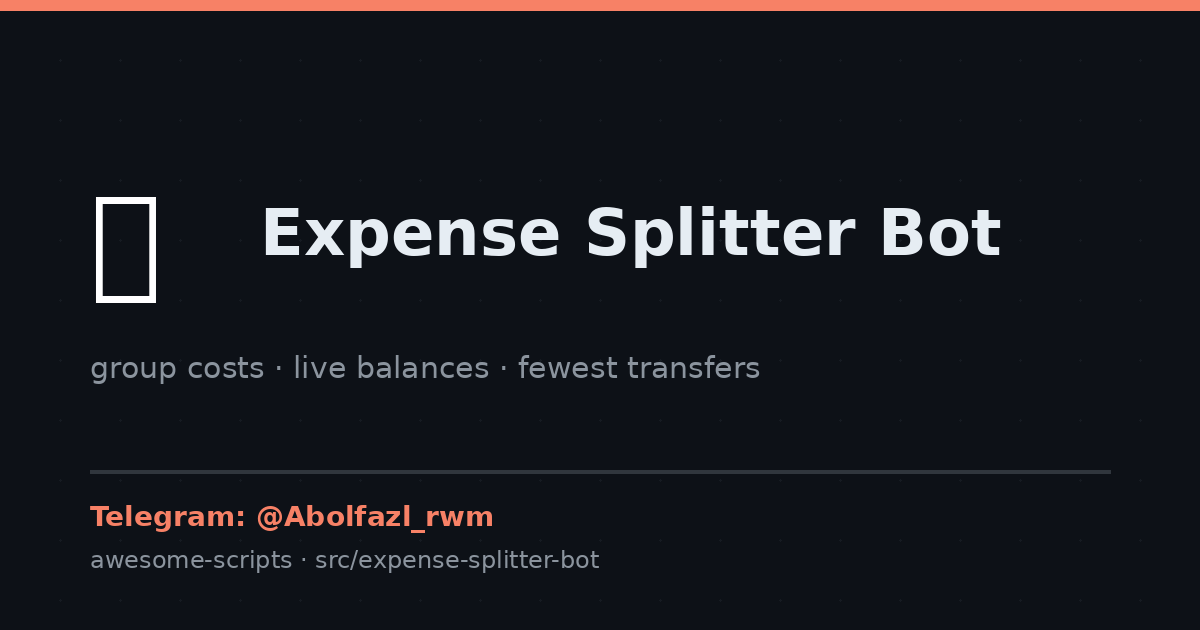 Expense Splitter Bot
group costs · live balances · fewest transfers
Telegram: @Abolfazl_rwm
awesome-scripts · src/expense-splitter-bot